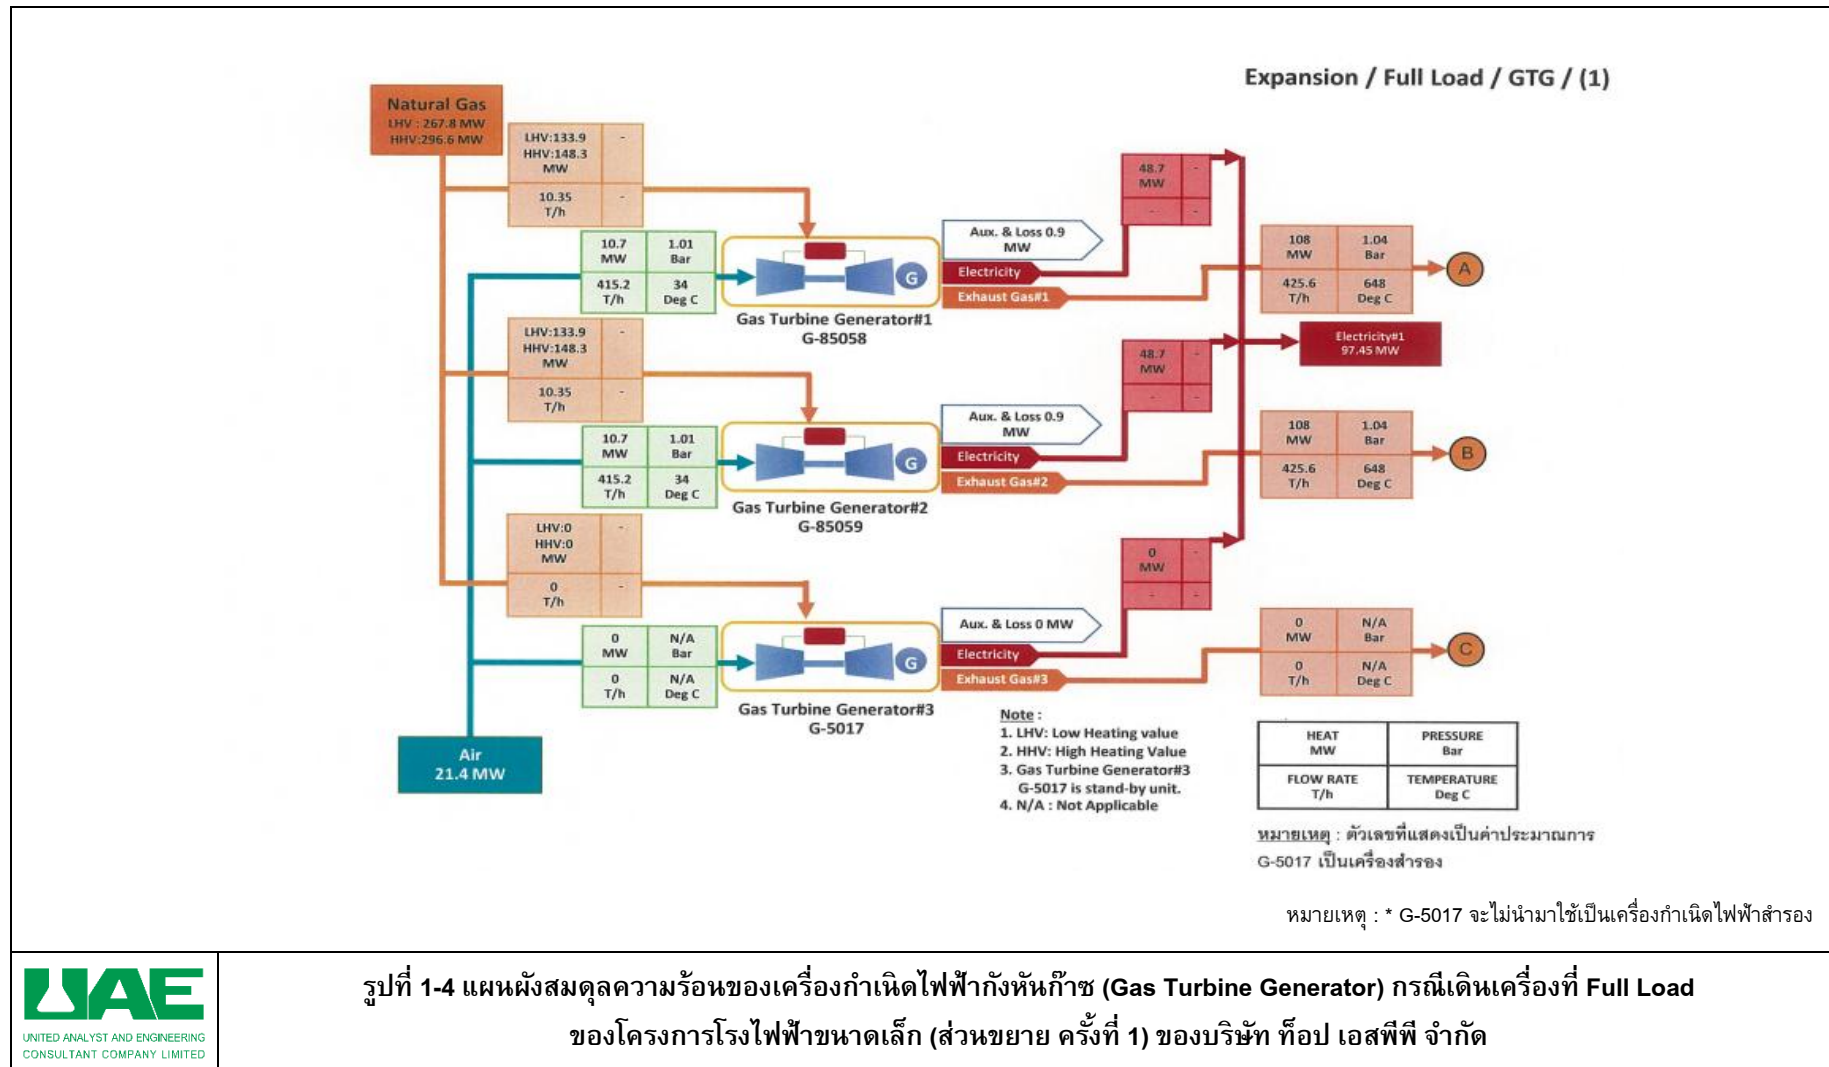 Expansion / Full Load / GTG / (1)
Natural Gas
LHV : 267.8 MW
HHV:296.6 MW
LHV:133.9
HHV:148.3
MW
-
10.35
T/h
-
10.7
MW
1.01
Bar
415.2
T/h
34
Deg C
G
Gas Turbine Generator#1
G-85058
Aux. & Loss 0.9
MW
Electricity
Exhaust Gas#1
48.7
MW
-
-
-
108
MW
1.04
Bar
425.6
T/h
648
Deg C
A
LHV:133.9
HHV:148.3
MW
-
10.35
T/h
-
10.7
MW
1.01
Bar
415.2
T/h
34
Deg C
G
Gas Turbine Generator#2
G-85059
Aux. & Loss 0.9
MW
Electricity
Exhaust Gas#2
48.7
MW
-
-
-
Electricity#1
97.45 MW
108
MW
1.04
Bar
425.6
T/h
648
Deg C
B
LHV:0
HHV:0
MW
-
0
T/h
-
0
MW
N/A
Bar
0
T/h
N/A
Deg C
G
Gas Turbine Generator#3
G-5017
Aux. & Loss 0 MW
Electricity
Exhaust Gas#3
0
MW
-
-
-
0
MW
N/A
Bar
0
T/h
N/A
Deg C
C
Air
21.4 MW
Note :
1. LHV: Low Heating value
2. HHV: High Heating Value
3. Gas Turbine Generator#3
G-5017 is stand-by unit.
4. N/A : Not Applicable
HEAT
MW
PRESSURE
Bar
FLOW RATE
T/h
TEMPERATURE
Deg C
หมายเหตุ : ตัวเลขที่แสดงเป็นค่าประมาณการ
G-5017 เป็นเครื่องสำรอง
หมายเหตุ : * G-5017 จะไม่นำมาใช้เป็นเครื่องกำเนิดไฟฟ้าสำรอง
UAE
UNITED ANALYST AND ENGINEERING
CONSULTANT COMPANY LIMITED
รูปที่ 1-4 แผนผังสมดุลความร้อนของเครื่องกำเนิดไฟฟ้ากังหันก๊าซ (Gas Turbine Generator) กรณีเดินเครื่องที่ Full Load
ของโครงการโรงไฟฟ้าขนาดเล็ก (ส่วนขยาย ครั้งที่ 1) ของบริษัท ท็อป เอสพีพี จำกัด